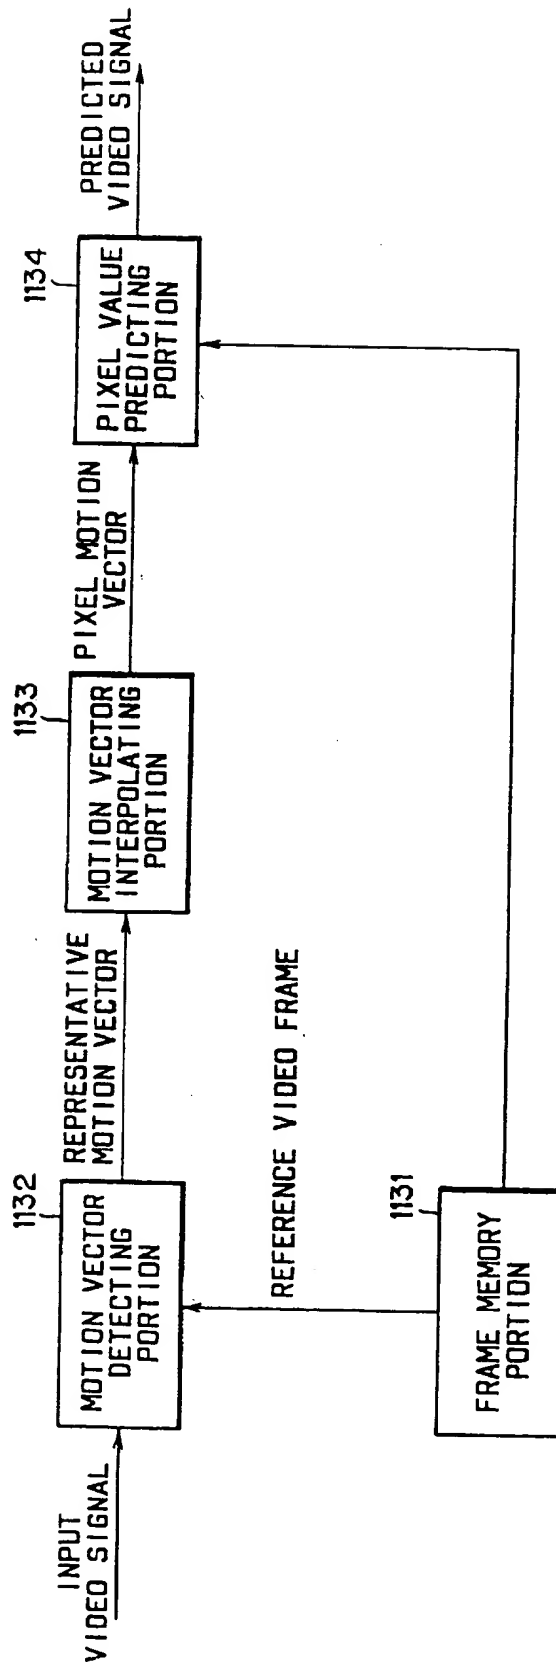 INPUT
VIDEO SIGNAL
1132
MOTION VECTOR
DETECTING
PORTION
REPRESENTATIVE
MOTION VECTOR
1133
MOTION VECTOR
INTERPOLATING
PORTION
PIXEL MOTION
VECTOR
1134
PIXEL VALUE
PREDICTING
PORTION
PREDICTED
VIDEO SIGNAL
REFERENCE VIDEO FRAME
1131
FRAME MEMORY
PORTION